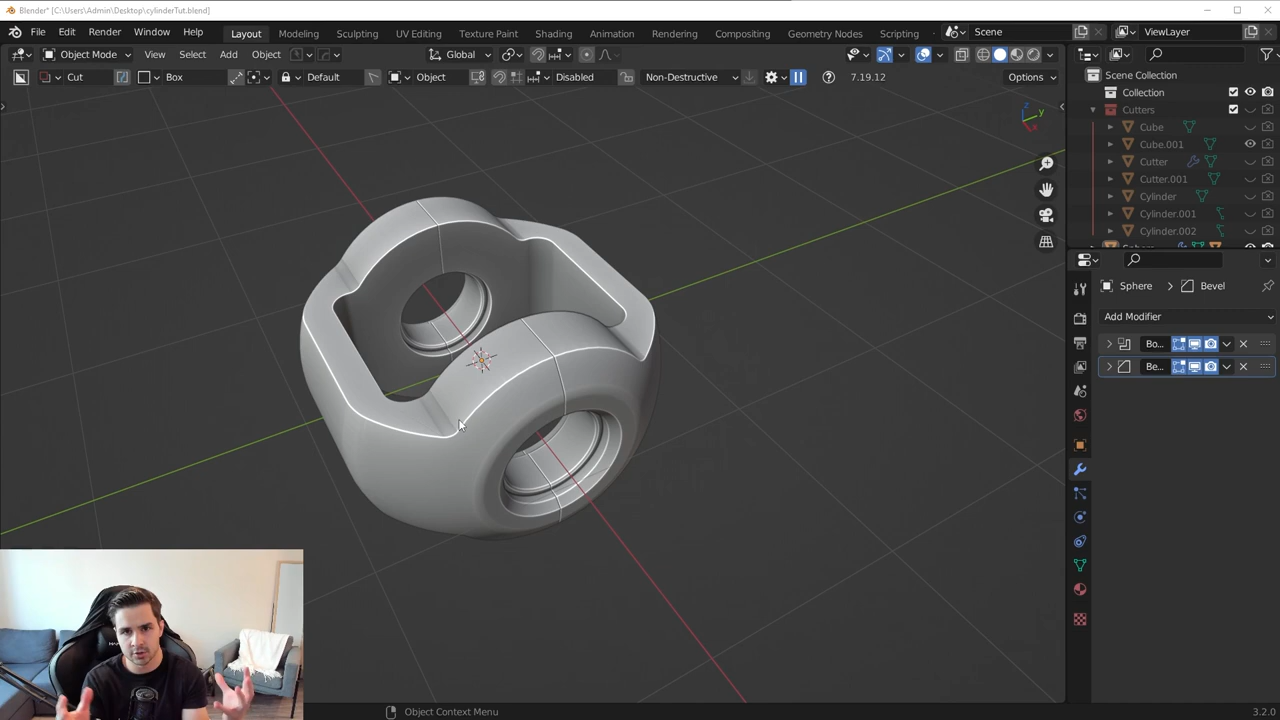 Blender* [C:\Users\Admin\Desktop\cylinderTut.blend]
File Edit Render Window Help Layout Modeling Sculpting UV Editing Texture Paint Shading Animation Rendering Compositing Geometry Nodes Scripting Scene ViewLayer
Object Mode View Select Add Object Global
Cut Box Default Object Disabled Non-Destructive 7.19.12 Options
Scene Collection
Collection
Cutters
Cube
Cube.001
Cutter
Cutter.001
Cylinder
Cylinder.001
Cylinder.002
z
y
x
Sphere > Bevel
Add Modifier
Bo...
Be...
Object Context Menu
3.2.0